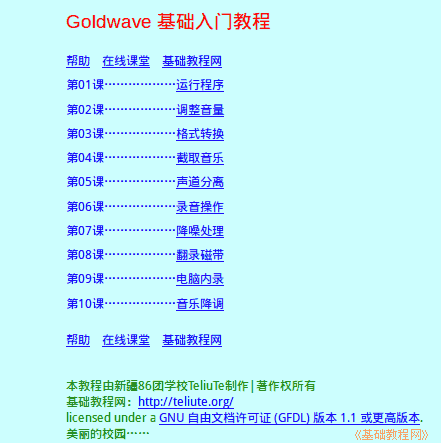 Goldwave 基础入门教程
帮助 在线课堂 基础教程网
第01课………………运行程序
第02课………………调整音量
第03课………………格式转换
第04课………………截取音乐
第05课………………声道分离
第06课………………录音操作
第07课………………降噪处理
第08课………………翻录磁带
第09课………………电脑内录
第10课………………音乐降调
帮助 在线课堂 基础教程网
本教程由新疆86团学校TeliuTe制作|著作权所有
基础教程网：http://teliute.org/
licensed under a GNU 自由文档许可证 (GFDL) 版本 1.1 或更高版本.
美丽的校园……
《基础教程网》